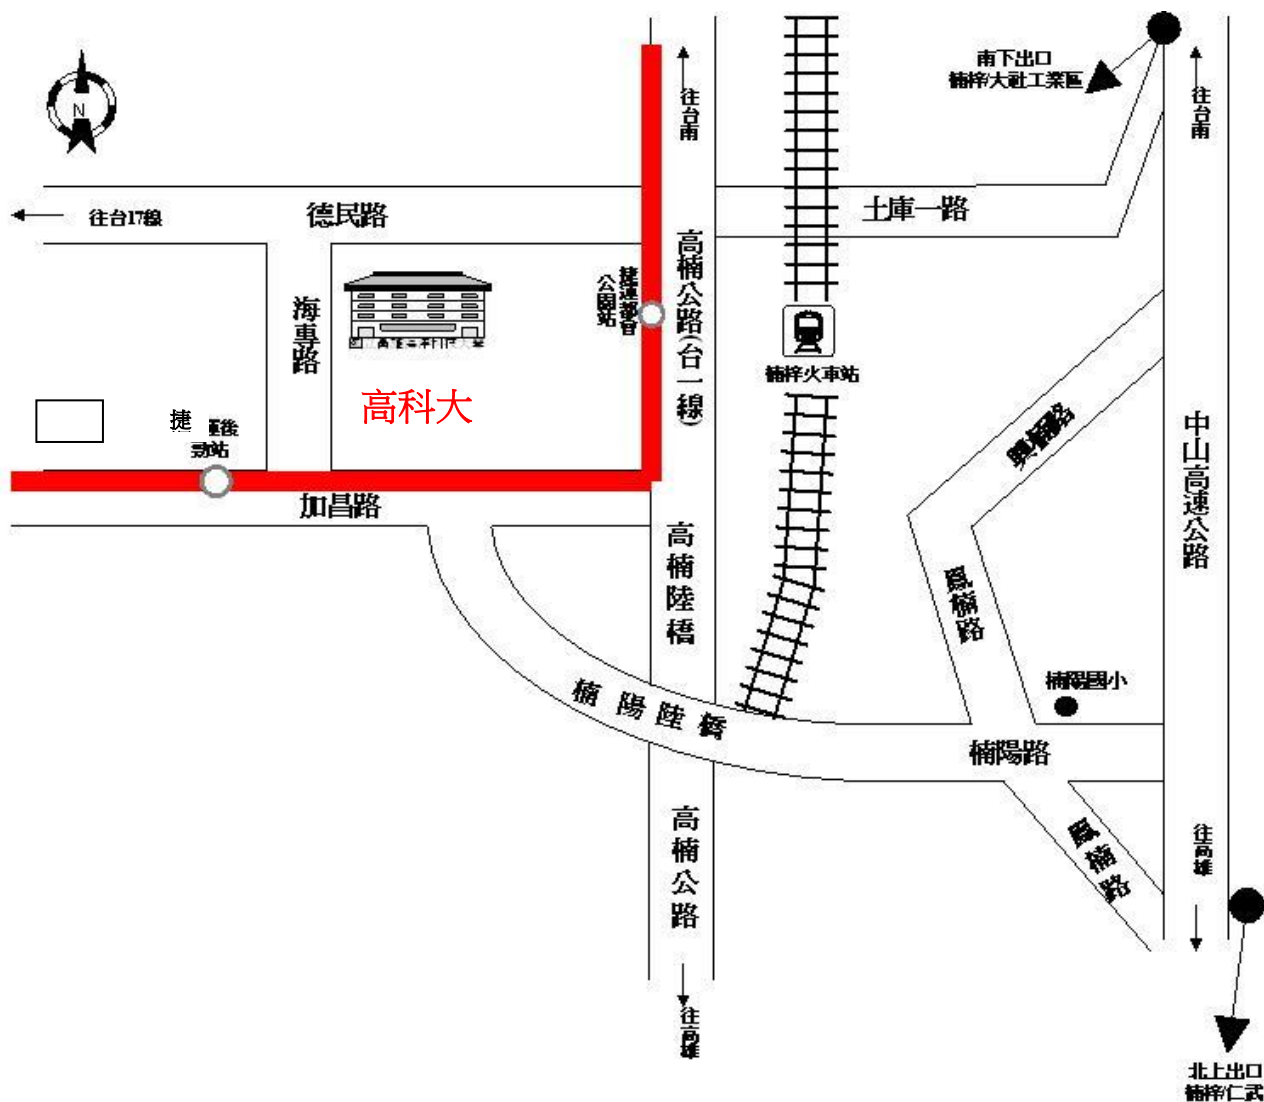 N
南下出口
楠梓/大社工業區
往台南
往台南
往台17線
德民路
土庫一路
海專路
捷運都會
公園站
高楠公路(台一線)
楠梓火車站
高科大
捷運後
勁站
加昌路
興楠路
中山高速公路
高楠陸橋
鳳楠路
楠陽國小
楠陽陸橋
楠陽路
高楠公路
鳳楠路
往高雄
往高雄
北上出口
楠梓/仁武